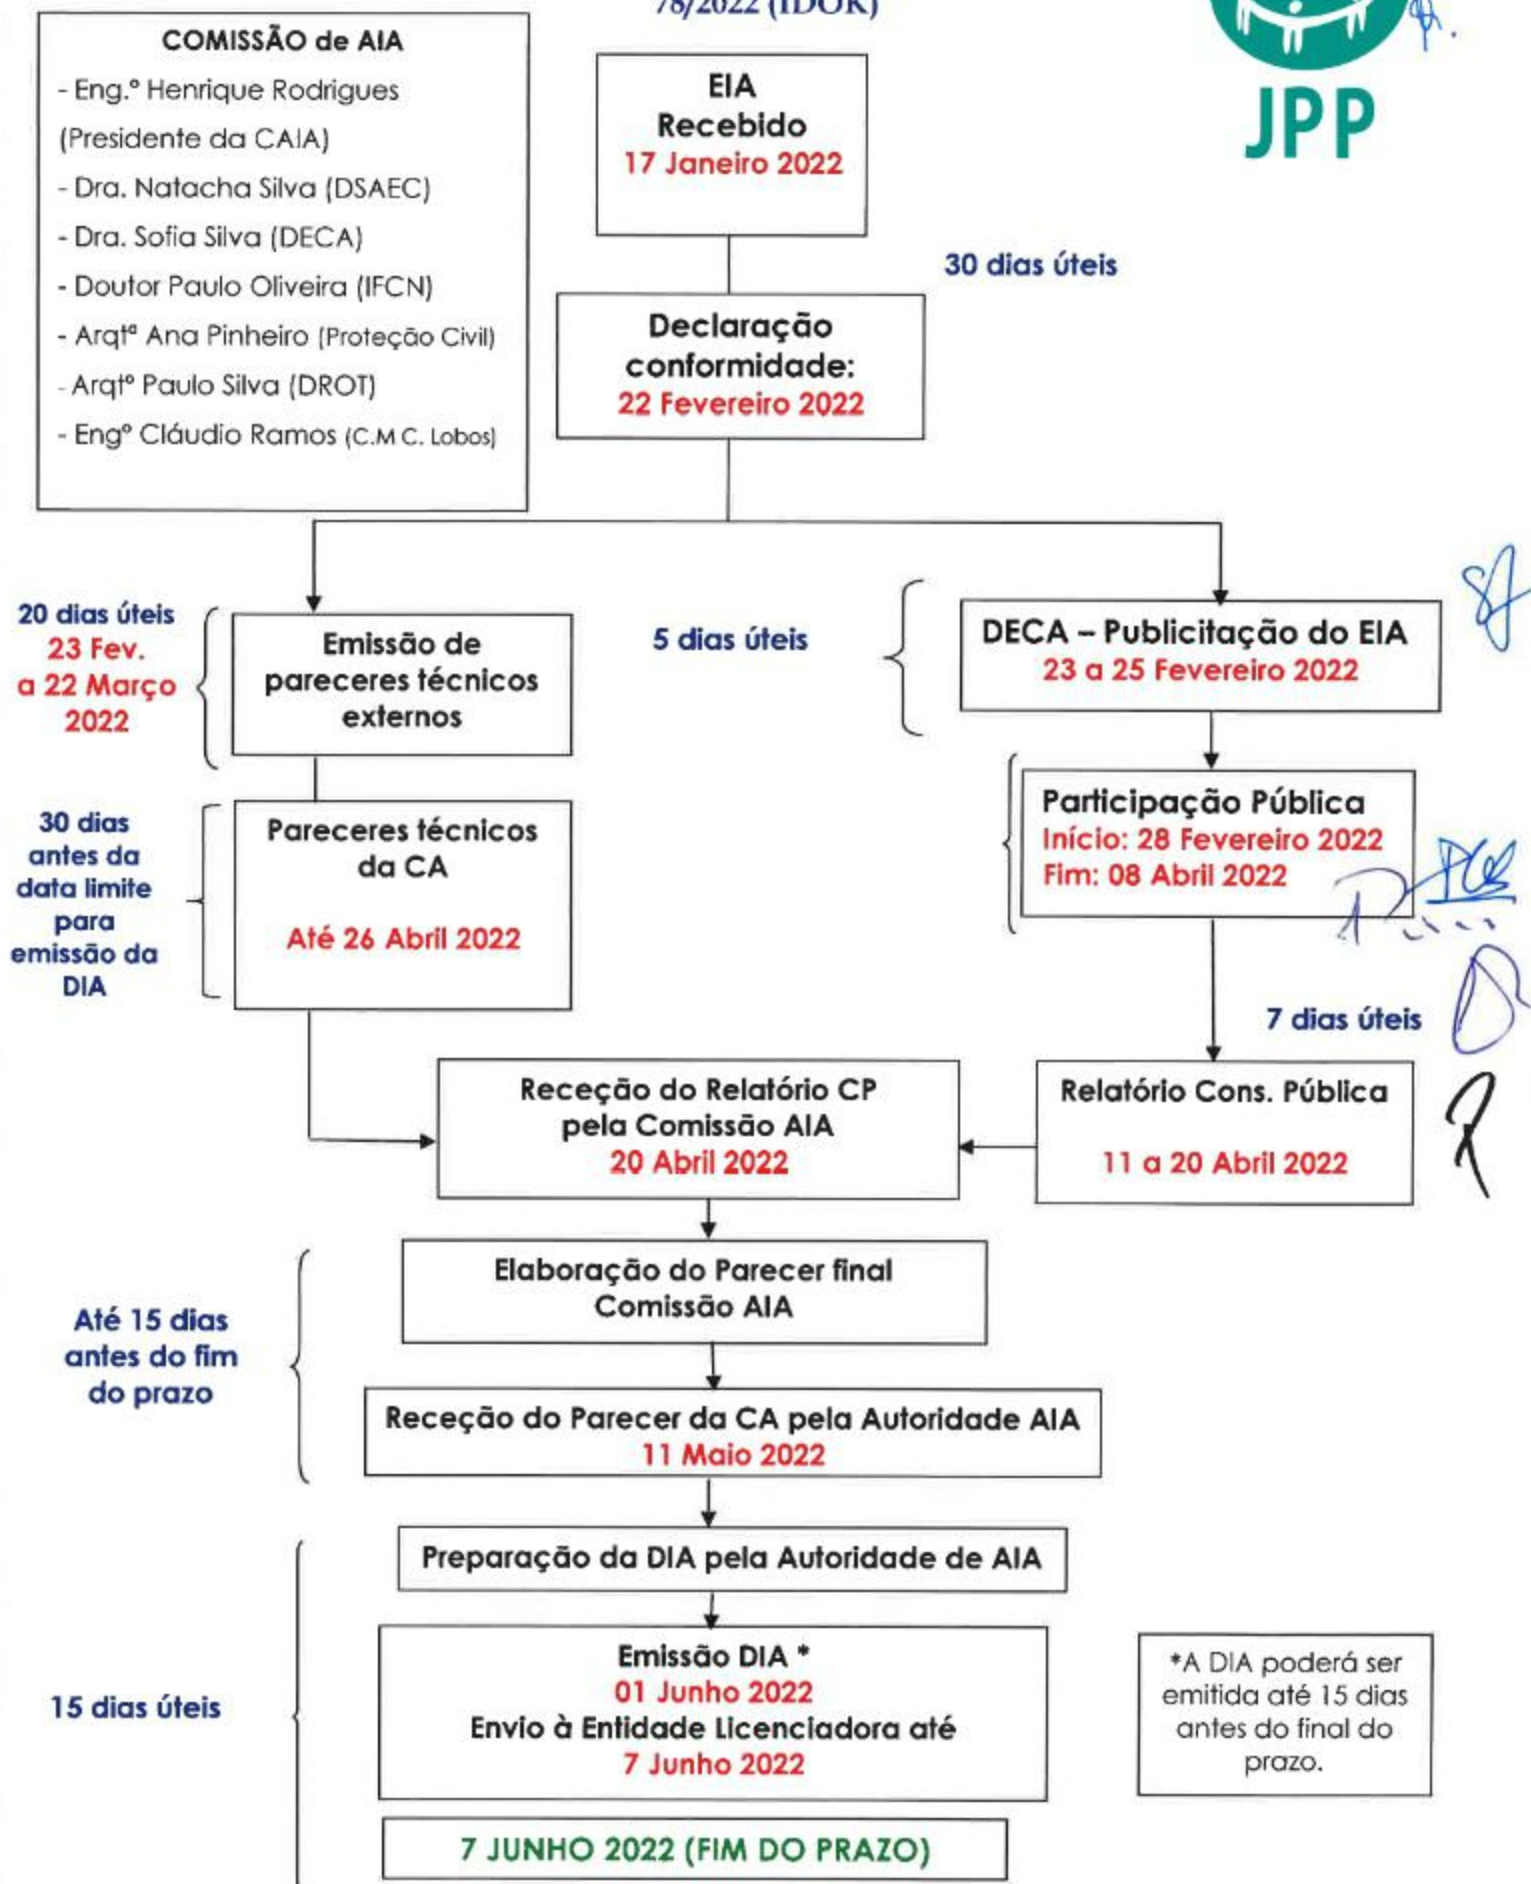 78/2022 (IDOK)
JPP
COMISSÃO de AIA
- Eng.º Henrique Rodrigues
(Presidente da CAIA)
- Dra. Natacha Silva (DSAEC)
- Dra. Sofia Silva (DECA)
- Doutor Paulo Oliveira (IFCN)
- Arqtª Ana Pinheiro (Proteção Civil)
- Arqtº Paulo Silva (DROT)
- Engº Cláudio Ramos (C.M C. Lobos)
EIA
Recebido
17 Janeiro 2022
30 dias úteis
Declaração
conformidade:
22 Fevereiro 2022
20 dias úteis
23 Fev.
a 22 Março
2022
Emissão de
pareceres técnicos
externos
5 dias úteis
DECA – Publicitação do EIA
23 a 25 Fevereiro 2022
30 dias
antes da
data limite
para
emissão da
DIA
Pareceres técnicos
da CA
Até 26 Abril 2022
Participação Pública
Início: 28 Fevereiro 2022
Fim: 08 Abril 2022
7 dias úteis
Receção do Relatório CP
pela Comissão AIA
20 Abril 2022
Relatório Cons. Pública
11 a 20 Abril 2022
Até 15 dias
antes do fim
do prazo
Elaboração do Parecer final
Comissão AIA
Receção do Parecer da CA pela Autoridade AIA
11 Maio 2022
15 dias úteis
Preparação da DIA pela Autoridade de AIA
Emissão DIA *
01 Junho 2022
Envio à Entidade Licenciadora até
7 Junho 2022
*A DIA poderá ser
emitida até 15 dias
antes do final do
prazo.
7 JUNHO 2022 (FIM DO PRAZO)